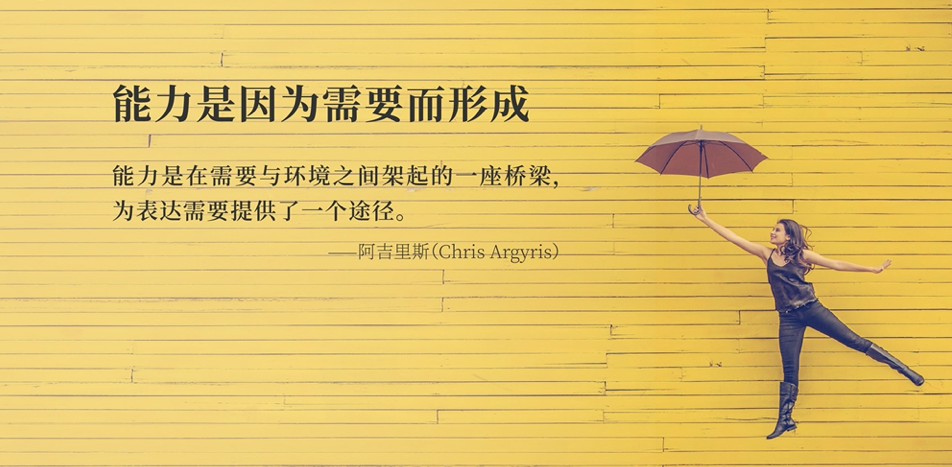 能力是因为需要而形成
能力是在需要与环境之间架起的一座桥梁，
为表达需要提供了一个途径。
——阿吉里斯（Chris Argyris）